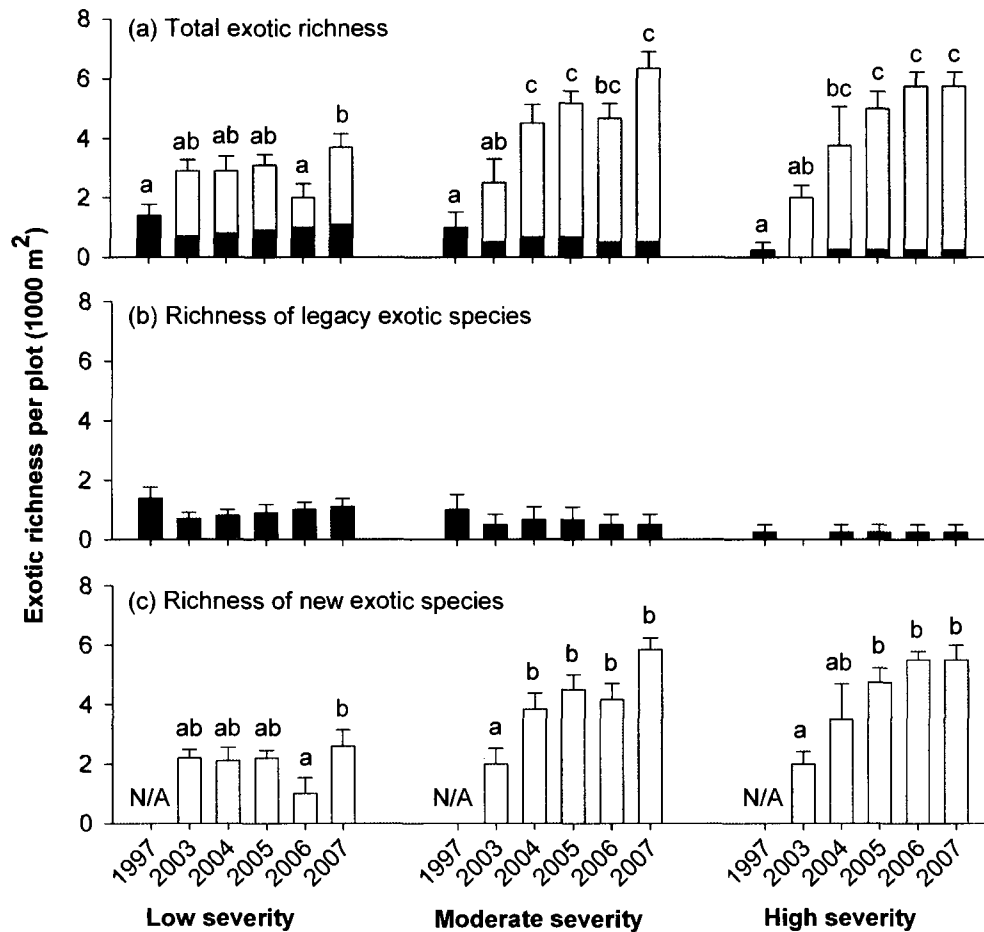 Exotic richness per plot (1000 m²)
(a) Total exotic richness
8
6
4
2
0
a ab ab ab a b
a ab c c bc c
a ab bc c c c
(b) Richness of legacy exotic species
8
6
4
2
0
(c) Richness of new exotic species
8
6
4
2
0
N/A ab ab ab a b
N/A a b b b b
N/A a ab b b b
1997 2003 2004 2005 2006 2007
1997 2003 2004 2005 2006 2007
1997 2003 2004 2005 2006 2007
Low severity
Moderate severity
High severity